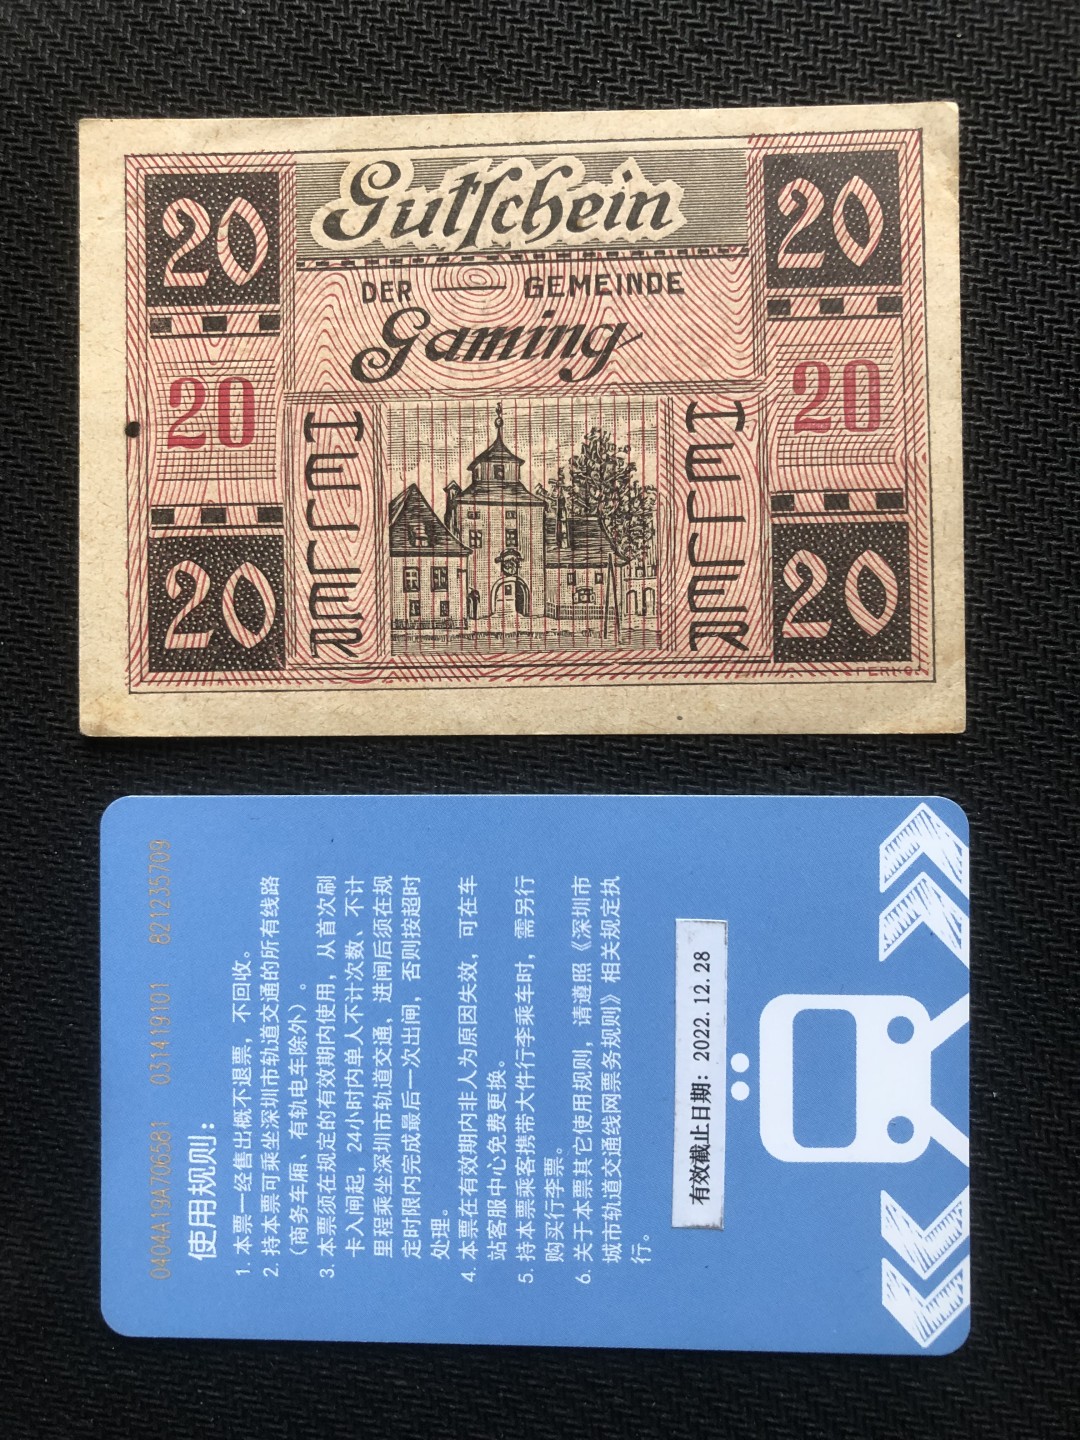 20
Gutschein
20
DER GEMEINDE
Gaming
20
20
HELLER
HELLER
20
20
0404A19A706581 031419101 821235709
使用规则：
1. 本票一经售出概不退票，不回收。
2. 持本票可乘坐深圳市轨道交通的所有线路
（商务车厢、有轨电车除外）。
3. 本票须在规定的有效期内使用，从首次刷
卡入闸起，24小时内单人不计次数、不计
里程乘坐深圳市轨道交通，进闸后须在规
定时限内完成最后一次出闸，否则按超时
处理。
4. 本票在有效期内非人为原因失效，可在车
站客服中心免费更换。
5. 持本票乘客携带大件行李乘车时，需另行
购买行李票。
6. 关于本票其它使用规则，请遵照《深圳市
城市轨道交通线网票务规则》相关规定执
行。
有效截止日期：2022.12.28